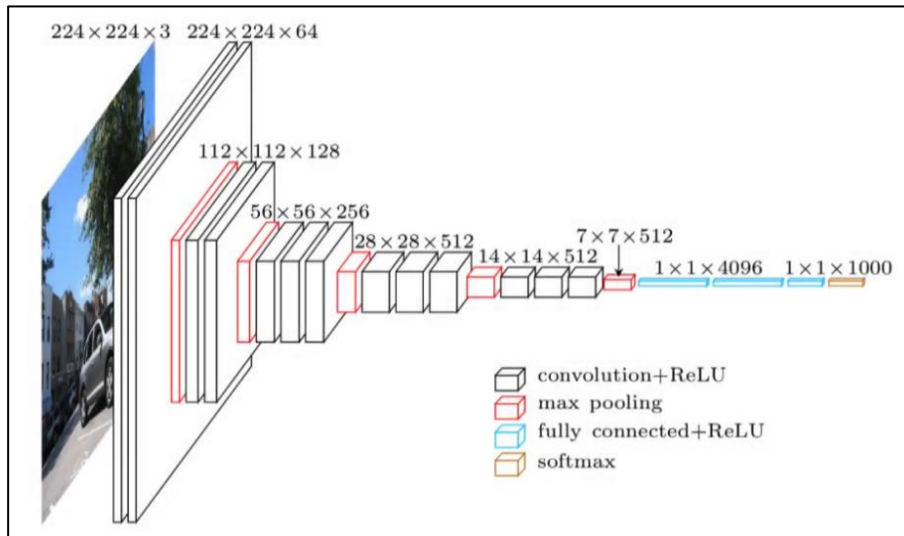 224 × 224 × 3
224 × 224 × 64
112 × 112 × 128
56 × 56 × 256
28 × 28 × 512
14 × 14 × 512
7 × 7 × 512
1 × 1 × 4096
1 × 1 × 1000
convolution+ReLU
max pooling
fully connected+ReLU
softmax